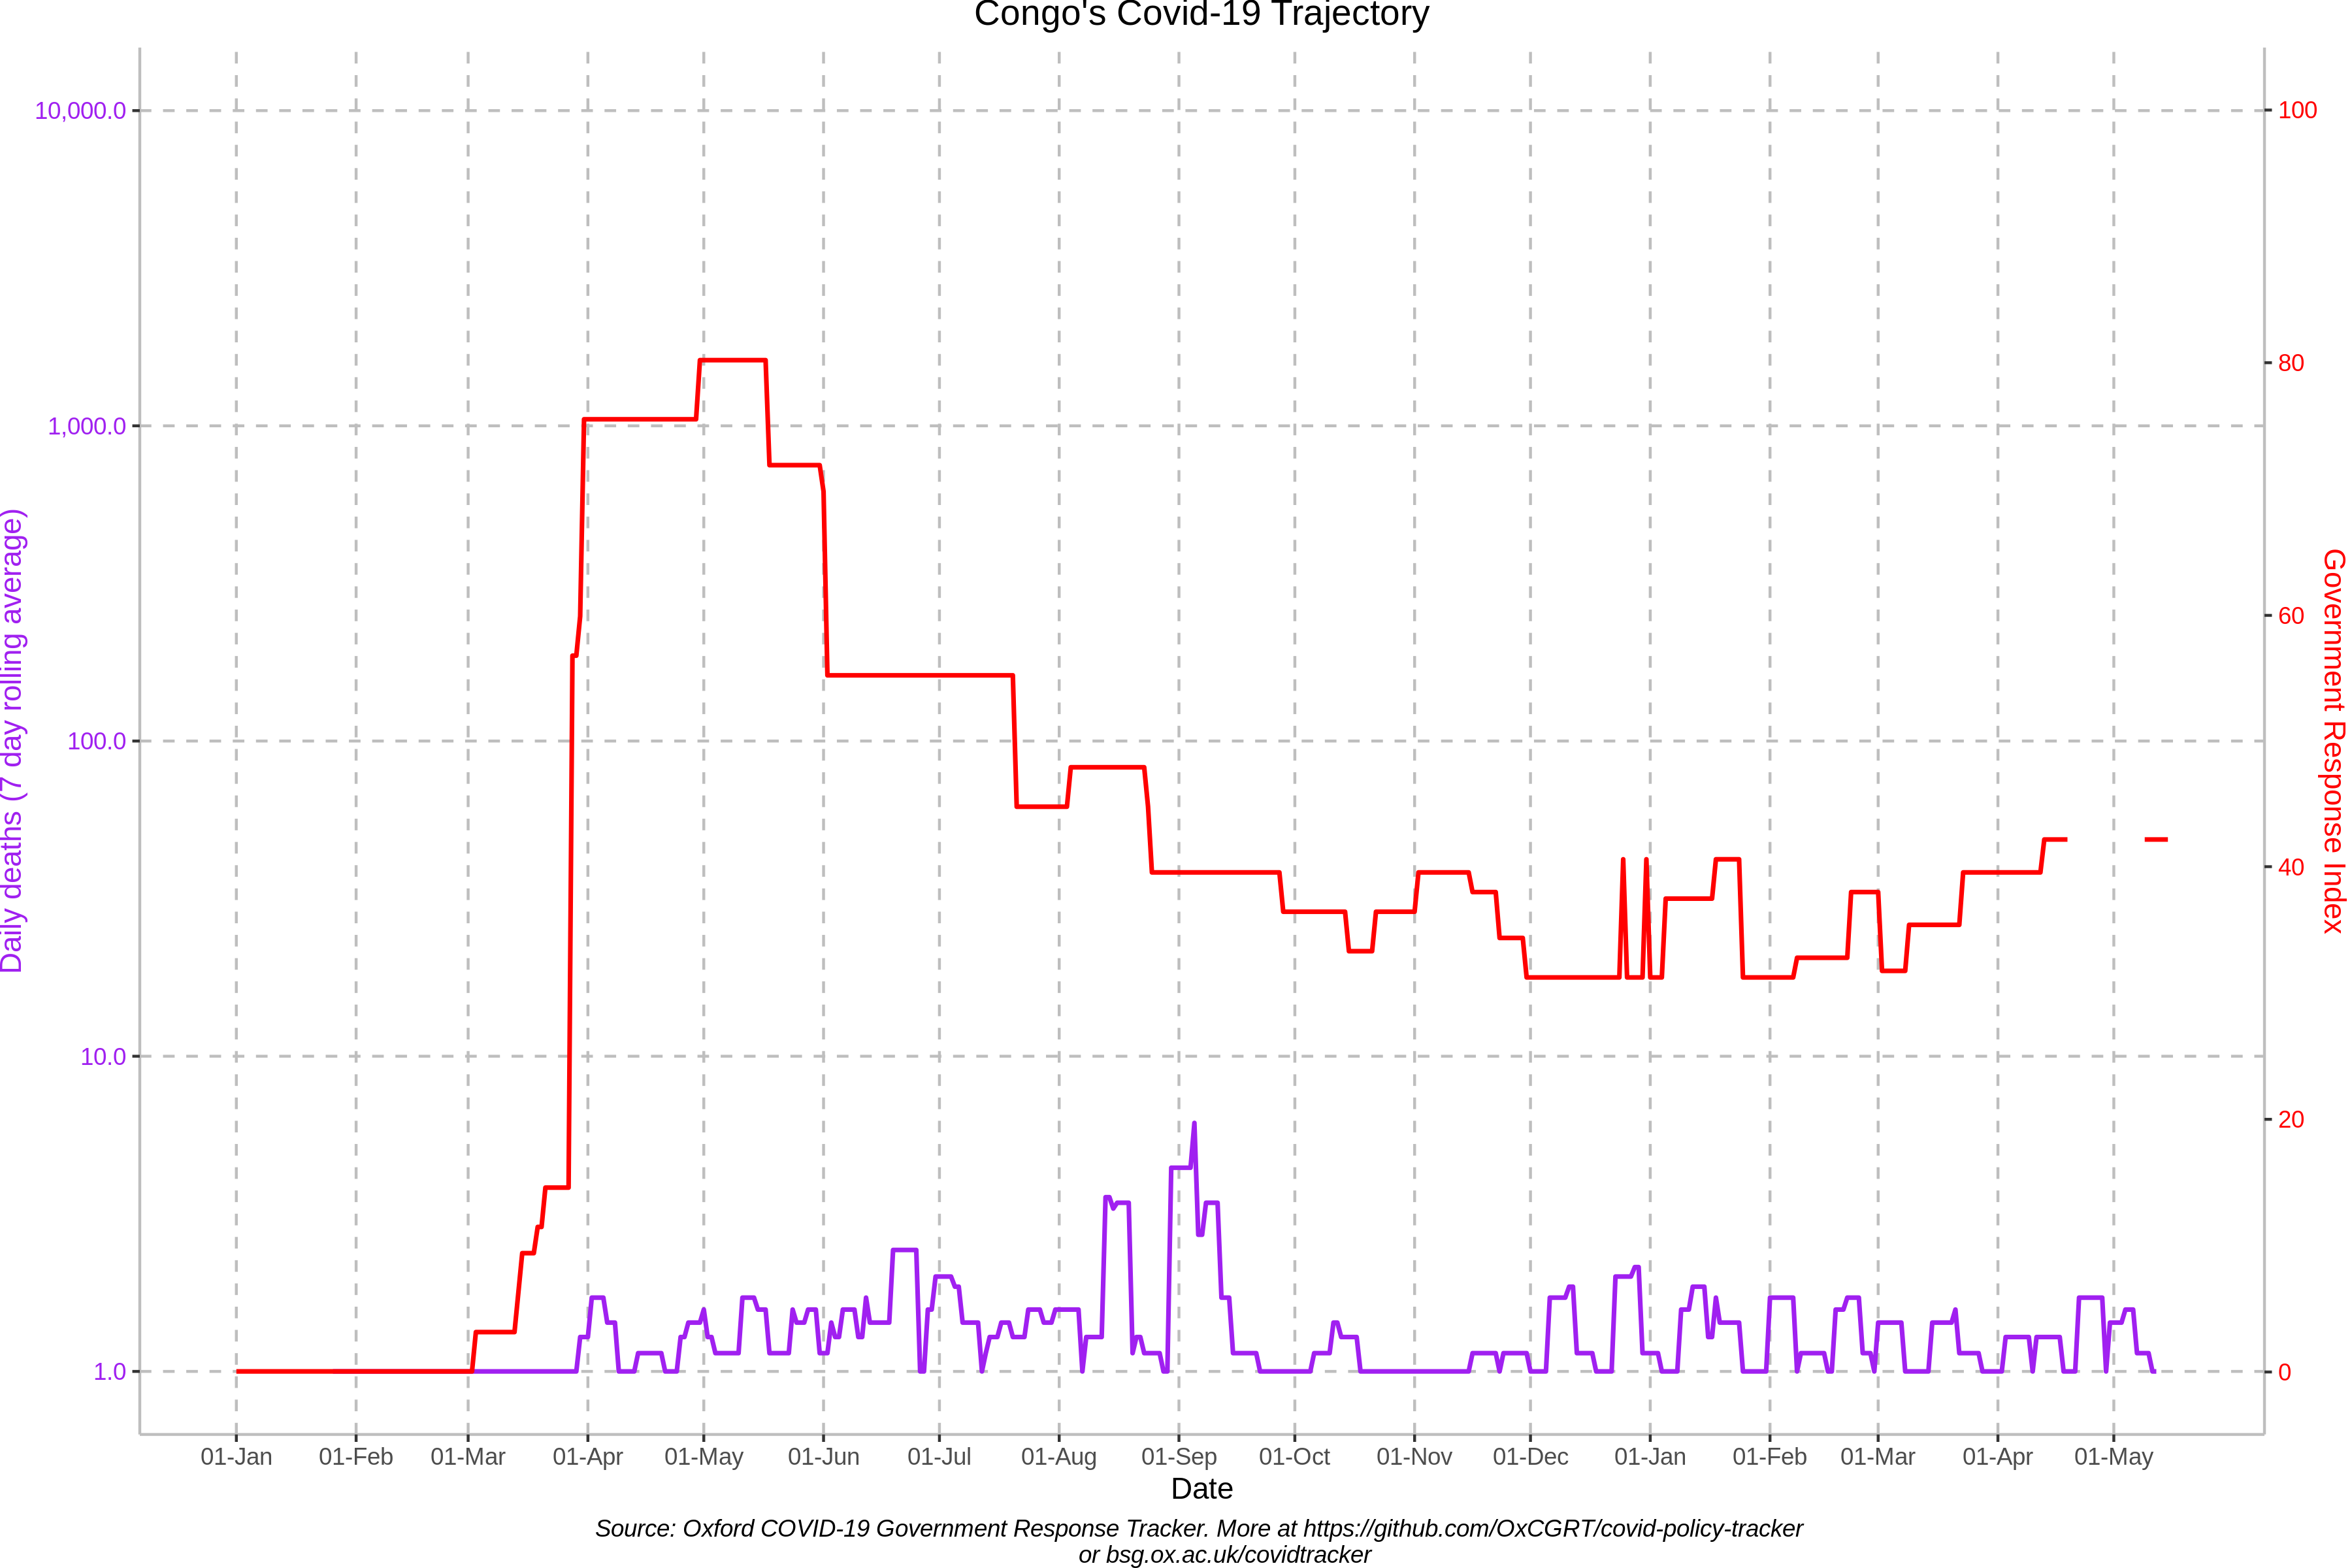 Congo's Covid-19 Trajectory
10,000.0
1,000.0
100.0
10.0
1.0
Daily deaths (7 day rolling average)
100
80
60
40
20
0
Government Response Index
01-Jan 01-Feb 01-Mar 01-Apr 01-May 01-Jun 01-Jul 01-Aug 01-Sep 01-Oct 01-Nov 01-Dec 01-Jan 01-Feb 01-Mar 01-Apr 01-May
Date
Source: Oxford COVID-19 Government Response Tracker. More at https://github.com/OxCGRT/covid-policy-tracker
or bsg.ox.ac.uk/covidtracker